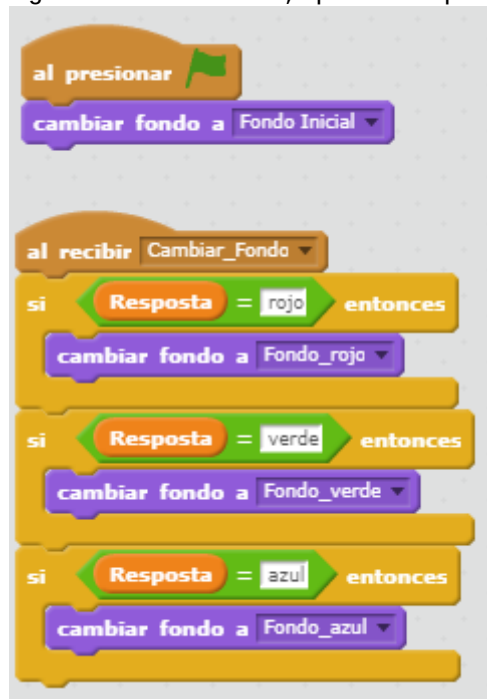 al presionar
cambiar fondo a Fondo Inicial
al recibir Cambiar_Fondo
si Resposta = rojo entonces
cambiar fondo a Fondo_rojo
si Resposta = verde entonces
cambiar fondo a Fondo_verde
si Resposta = azul entonces
cambiar fondo a Fondo_azul